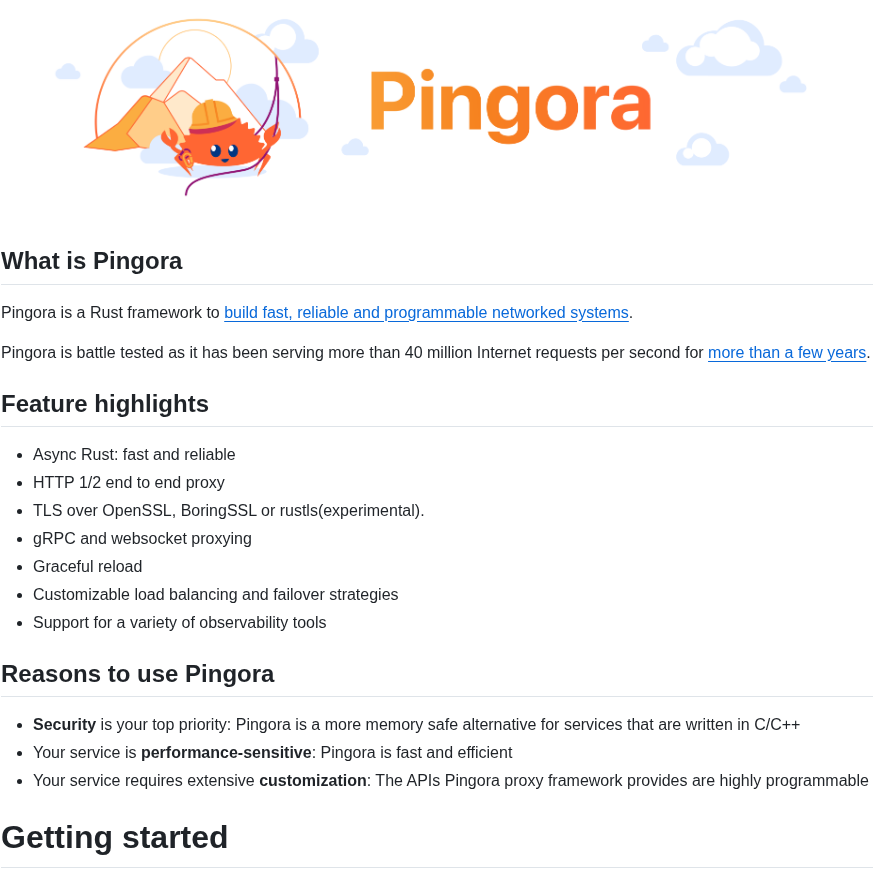 Pingora
What is Pingora
Pingora is a Rust framework to build fast, reliable and programmable networked systems.
Pingora is battle tested as it has been serving more than 40 million Internet requests per second for more than a few years.
Feature highlights
Async Rust: fast and reliable
HTTP 1/2 end to end proxy
TLS over OpenSSL, BoringSSL or rustls(experimental).
gRPC and websocket proxying
Graceful reload
Customizable load balancing and failover strategies
Support for a variety of observability tools
Reasons to use Pingora
Security is your top priority: Pingora is a more memory safe alternative for services that are written in C/C++
Your service is performance-sensitive: Pingora is fast and efficient
Your service requires extensive customization: The APIs Pingora proxy framework provides are highly programmable
Getting started